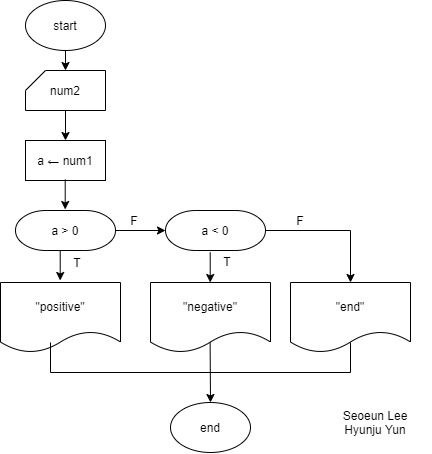 start
num2
a ← num1
a > 0
F
a < 0
F
T
T
"positive"
"negative"
"end"
end
Seoeun Lee
Hyunju Yun